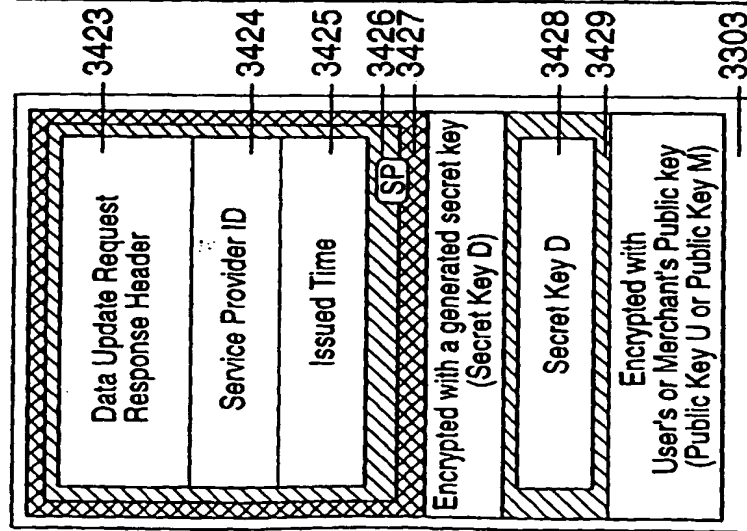 Data Update Request
Response Header
3423
Service Provider ID
3424
Issued Time
3425
3426
SP
3427
Encrypted with a generated secret key
(Secret Key D)
Secret Key D
3428
3429
Encrypted with
User's or Merchant's Public key
(Public Key U or Public Key M)
3303